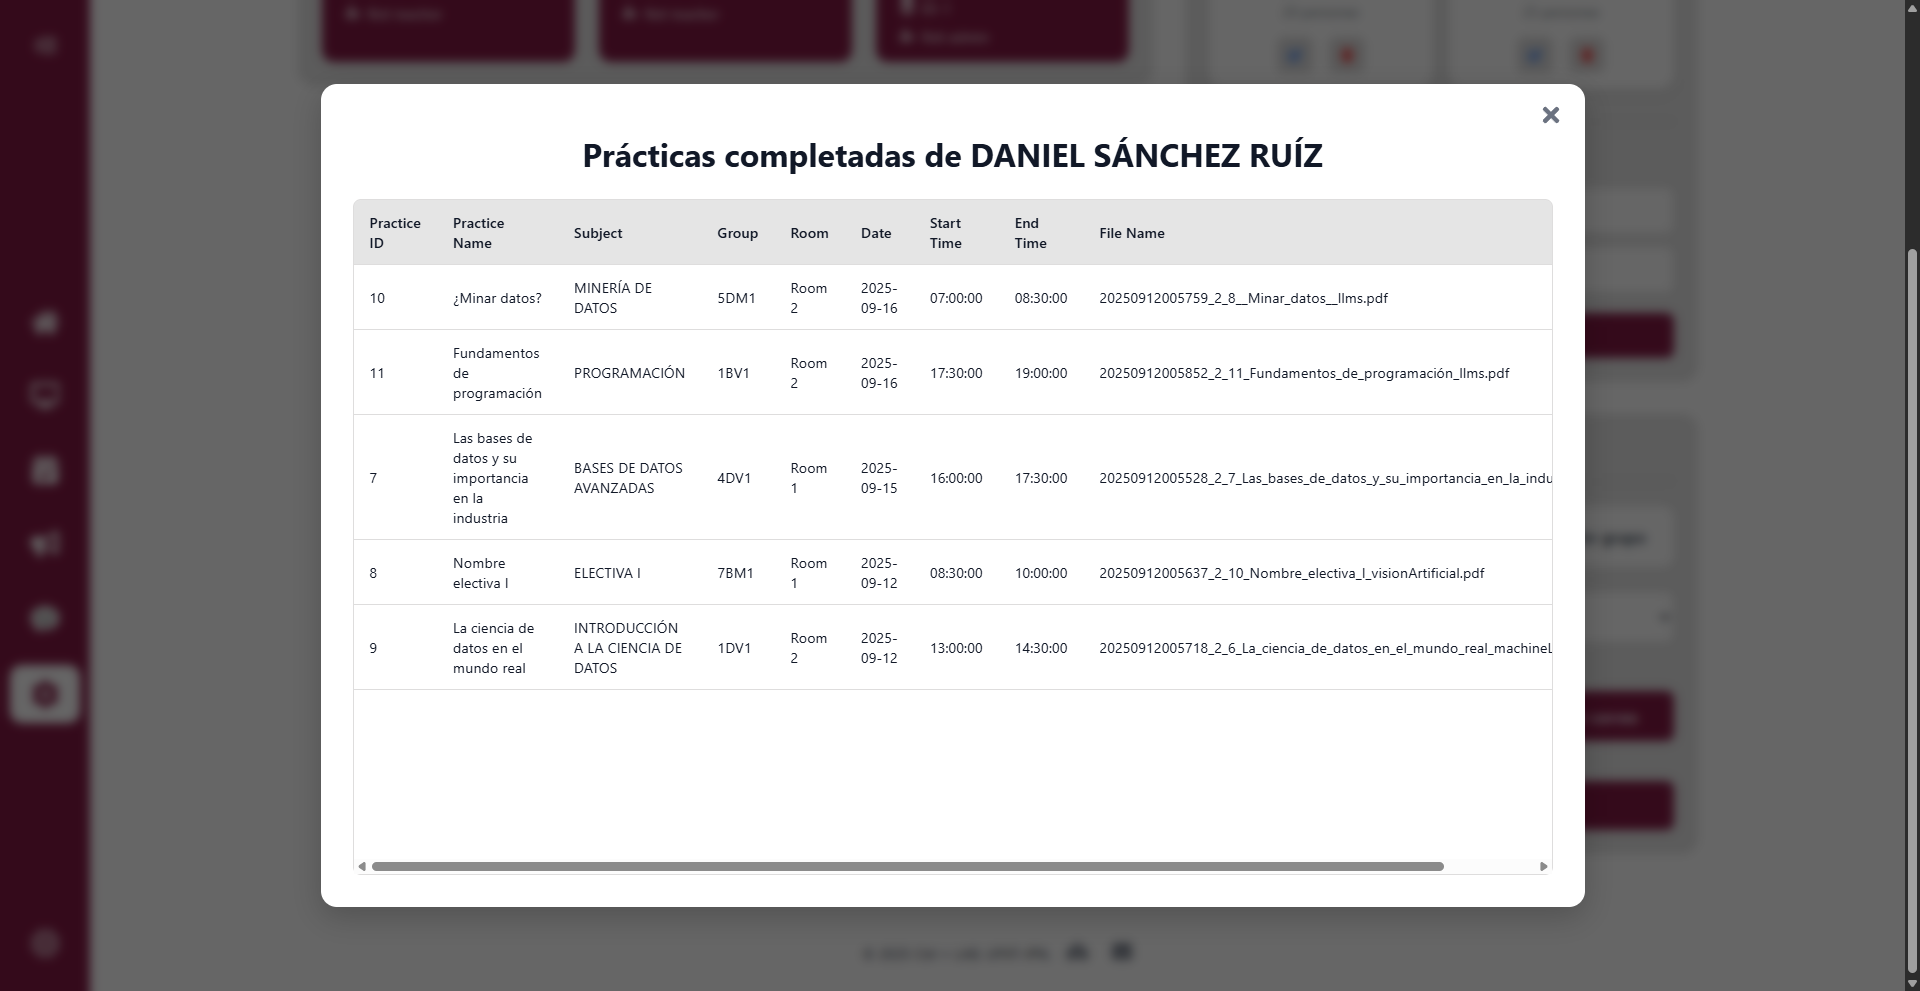 Prácticas completadas de DANIEL SÁNCHEZ RUÍZ
Practice ID Practice Name Subject Group Room Date Start Time End Time File Name
10 ¿Minar datos? MINERÍA DE DATOS 5DM1 Room 2 2025-09-16 07:00:00 08:30:00 20250912005759_2_8__Minar_datos__llms.pdf
11 Fundamentos de programación PROGRAMACIÓN 1BV1 Room 2 2025-09-16 17:30:00 19:00:00 20250912005852_2_11_Fundamentos_de_programación_llms.pdf
7 Las bases de datos y su importancia en la industria BASES DE DATOS AVANZADAS 4DV1 Room 1 2025-09-15 16:00:00 17:30:00 20250912005528_2_7_Las_bases_de_datos_y_su_importancia_en_la_indu
8 Nombre electiva I ELECTIVA I 7BM1 Room 1 2025-09-12 08:30:00 10:00:00 20250912005637_2_10_Nombre_electiva_I_visionArtificial.pdf
9 La ciencia de datos en el mundo real INTRODUCCIÓN A LA CIENCIA DE DATOS 1DV1 Room 2 2025-09-12 13:00:00 14:30:00 20250912005718_2_6_La_ciencia_de_datos_en_el_mundo_real_machineL